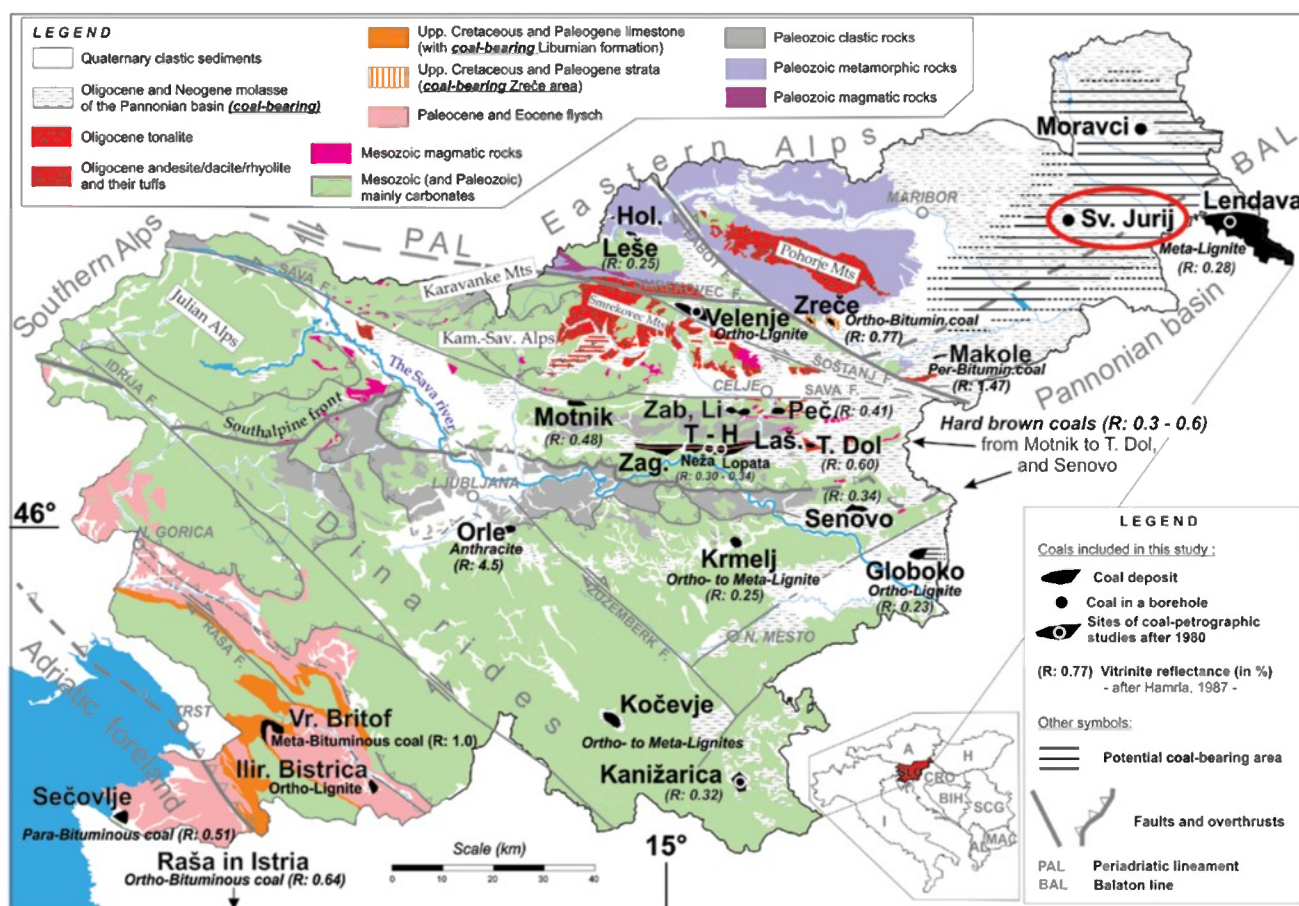 LEGEND
Quaternary clastic sediments
Oligocene and Neogene molasse
of the Pannonian basin (coal-bearing)
Oligocene tonalite
Oligocene andesite/dacite/rhyolite
and their tuffs
Upp. Cretaceous and Paleogene limestone
(with coal-bearing Liburnian formation)
Upp. Cretaceous and Paleogene strata
(coal-bearing Zreče area)
Paleocene and Eocene flysch
Mesozoic magmatic rocks
Mesozoic (and Paleozoic)
mainly carbonates
Paleozoic clastic rocks
Paleozoic metamorphic rocks
Paleozoic magmatic rocks
Southern Alps
PAL
Eastern Alps
BAL
Pannonian basin
Moravci
MARIBOR
Sv. Jurij
Lendava
Meta-Lignite
(R: 0.28)
Hol.
Leše
(R: 0.25)
LABOT F.
Pohorje Mts
SAVA F.
Karavanke Mts
SMREKOVEC F.
Smrekovec Mts
Julian Alps
Kam.-Sav. Alps
Velenje
Ortho-Lignite
Zreče
Ortho-Bitumin.coal
(R: 0.77)
Makole
Per-Bitumin.coal
(R: 1.47)
ŠOŠTANJ F.
CELJE
SAVA F.
IDRIJA F.
The Sava river
Southalpine front
Motnik
(R: 0.48)
Zab, Li
Peč
(R: 0.41)
T - H
Laš.
T. Dol
(R: 0.60)
Zag.
Neža
Lopata
(R: 0.30 - 0.34)
Hard brown coals (R: 0.3 - 0.6)
from Motnik to T. Dol,
and Senovo
LJUBLJANA
(R: 0.34)
Senovo
46°
N. GORICA
Dinarides
Orle
Anthracite
(R: 4.5)
Krmelj
Ortho- to Meta-Lignite
(R: 0.25)
Globoko
Ortho-Lignite
(R: 0.23)
ŽUŽEMBERK F.
N. MESTO
RAŠA F.
Adriatic foreland
TRST
Vr. Britof
Meta-Bituminous coal (R: 1.0)
Ilir. Bistrica
Ortho-Lignite
Kočevje
Ortho- to Meta-Lignites
Kanižarica
(R: 0.32)
Sečovlje
Para-Bituminous coal (R: 0.51)
Raša in Istria
Ortho-Bituminous coal (R: 0.64)
Scale (km)
0 10 20 30 40
15°
LEGEND
Coals included in this study :
Coal deposit
Coal in a borehole
Sites of coal-petrographic
studies after 1980
(R: 0.77) Vitrinite reflectance (in %)
- after Hamrla, 1987 -
Other symbols:
Potential coal-bearing area
Faults and overthrusts
PAL Periadriatic lineament
BAL Balaton line
A
H
SLO
CRO
BIH
SCG
I
AL
MAC